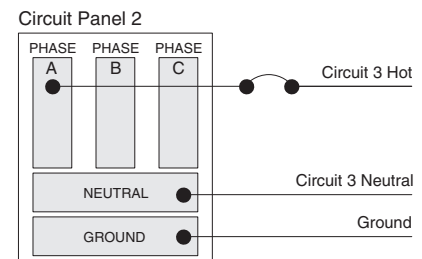 Circuit Panel 2
PHASE PHASE PHASE
A B C
Circuit 3 Hot
NEUTRAL
Circuit 3 Neutral
GROUND
Ground